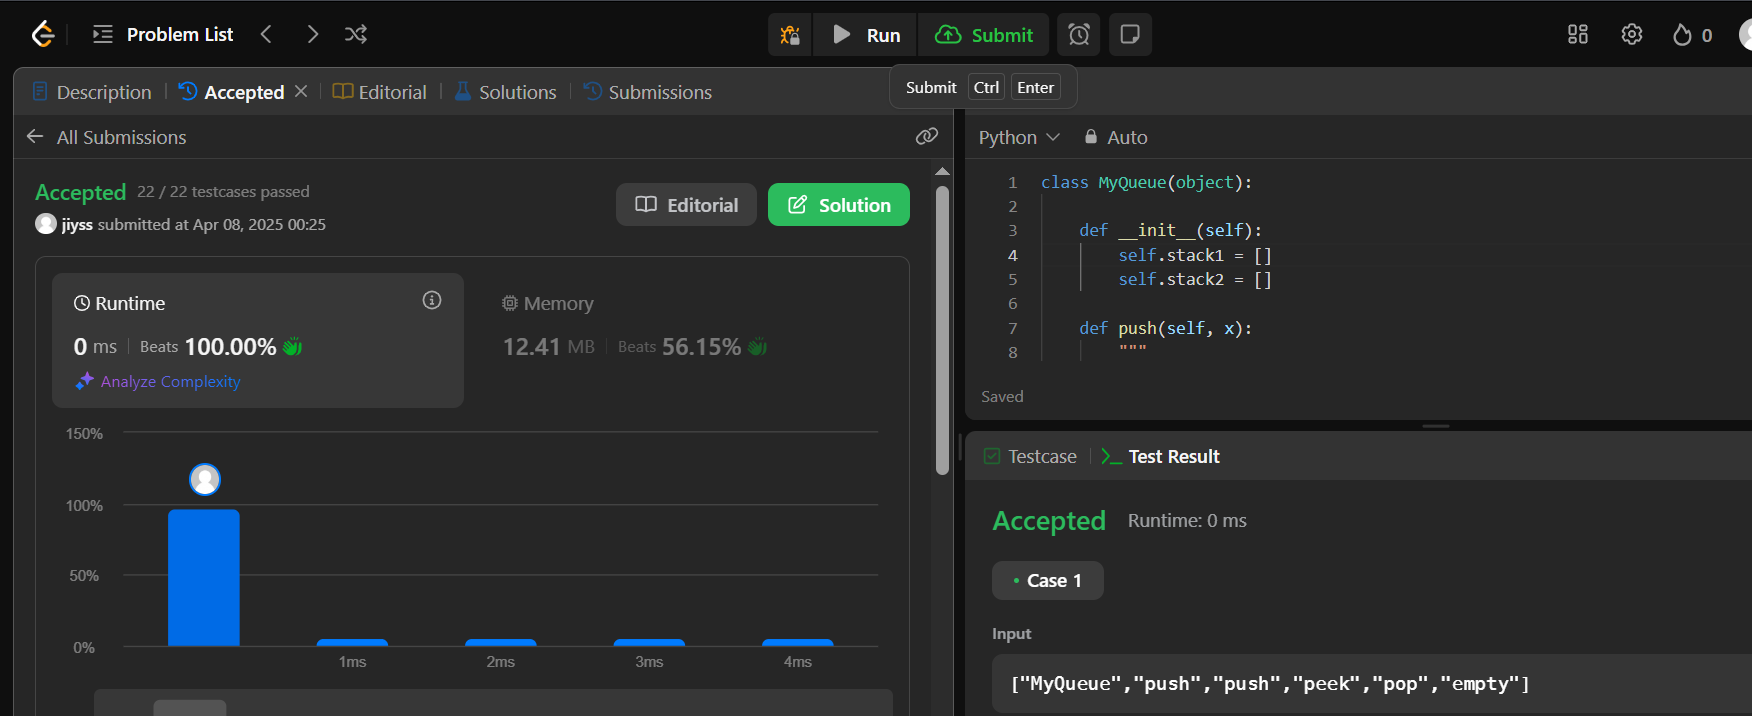 Problem List
Run
Submit
0
Description
Accepted
Editorial
Solutions
Submissions
Submit Ctrl Enter
All Submissions
Accepted 22 / 22 testcases passed
jiyss submitted at Apr 08, 2025 00:25
Editorial
Solution
Runtime
0 ms Beats 100.00%
Analyze Complexity
Memory
12.41 MB Beats 56.15%
150%
100%
50%
0%
1ms
2ms
3ms
4ms
Python
Auto
1 class MyQueue(object):
2
3 def __init__(self):
4 self.stack1 = []
5 self.stack2 = []
6
7 def push(self, x):
8 """
Saved
Testcase
>_ Test Result
Accepted Runtime: 0 ms
• Case 1
Input
["MyQueue","push","push","peek","pop","empty"]